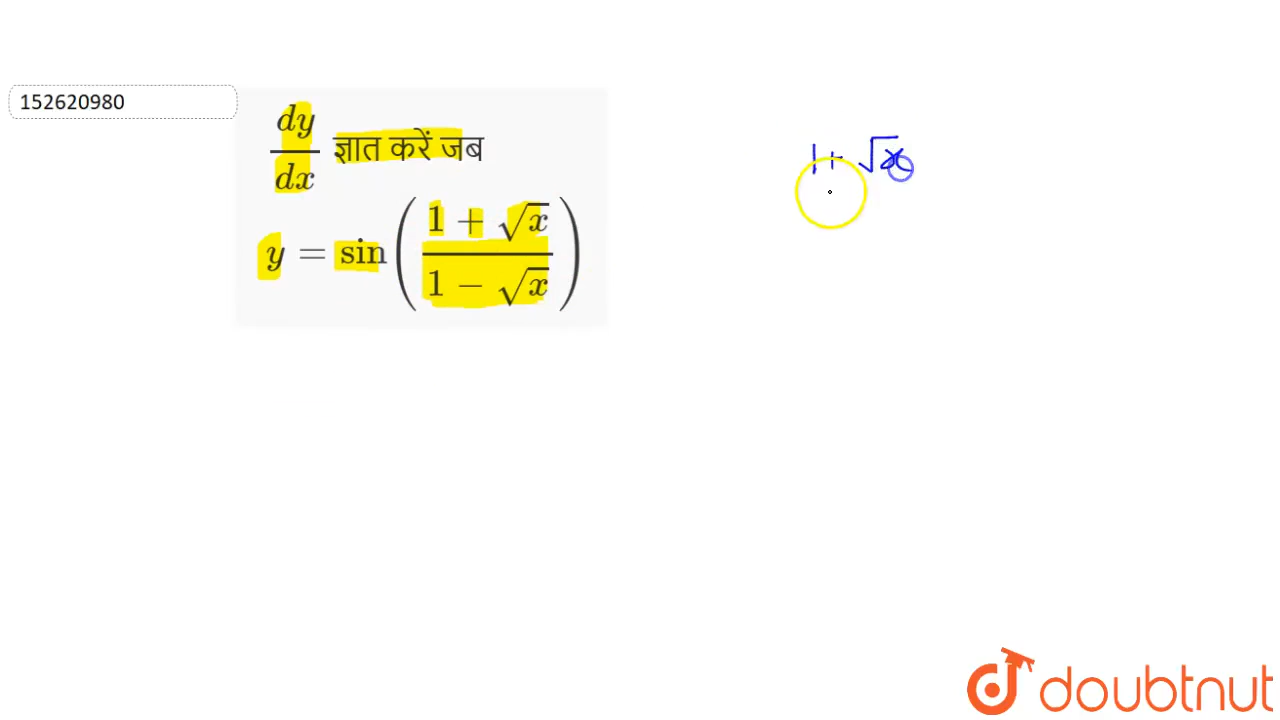 152620980
dy/dx ज्ञात करें जब
y = sin((1 + √x)/(1 − √x))
1 + √x
doubtnut